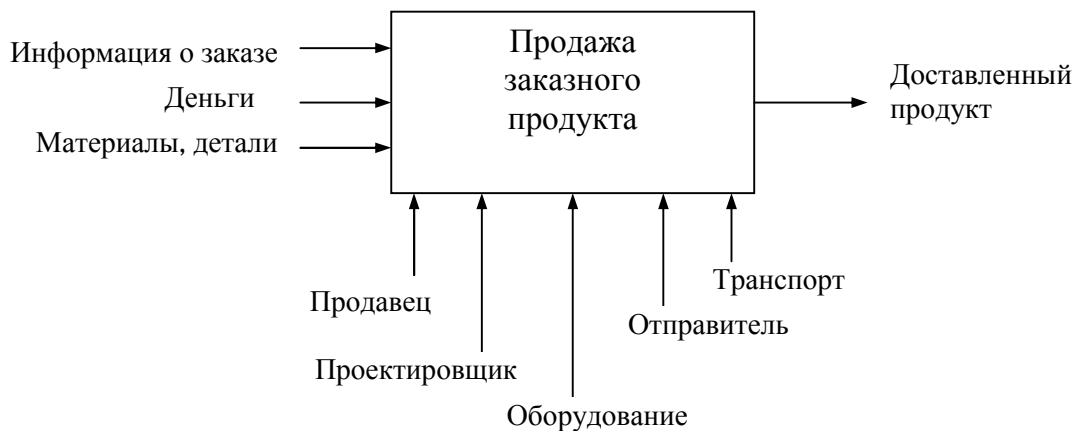 Продажа
заказного
продукта
Информация о заказе
Деньги
Материалы, детали
Доставленный
продукт
Продавец
Проектировщик
Оборудование
Отправитель
Транспорт